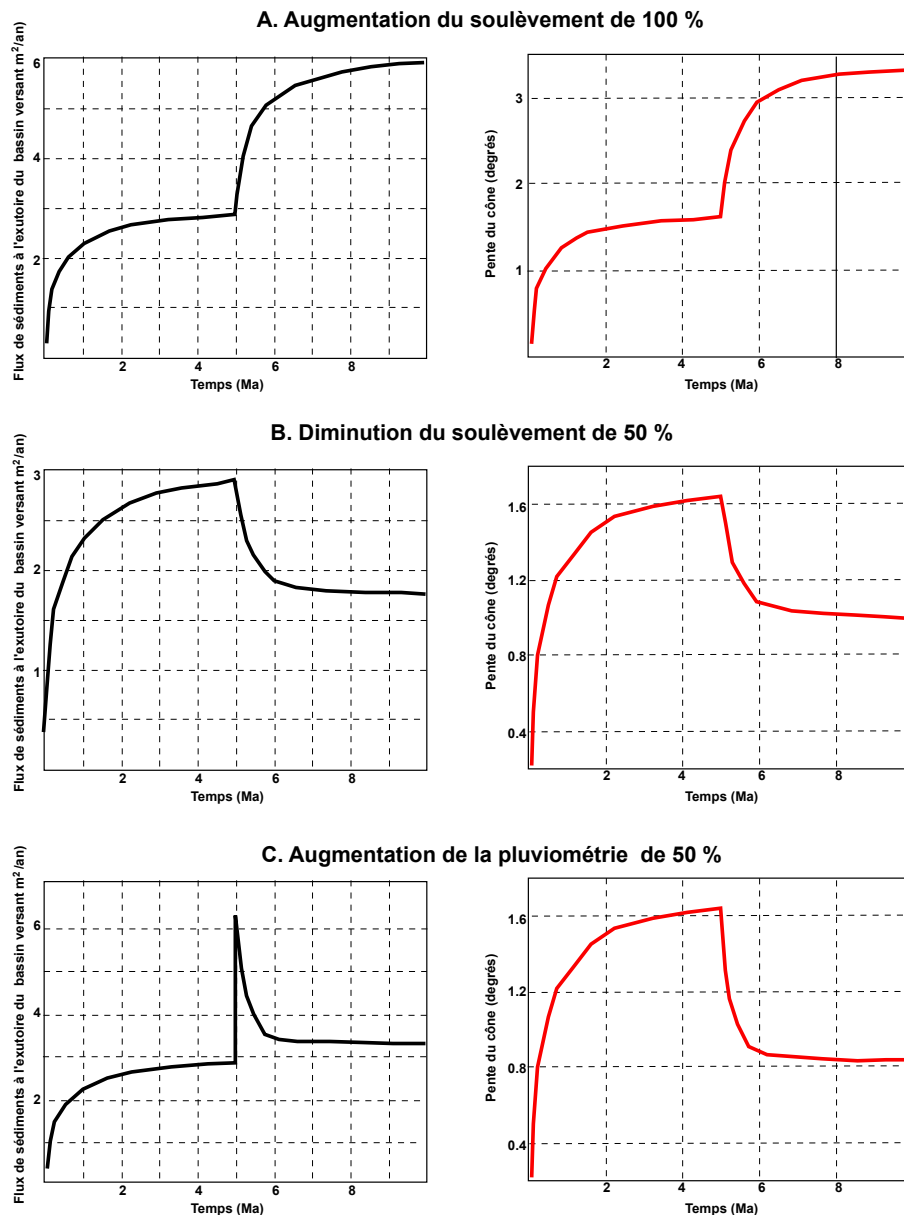 A. Augmentation du soulèvement de 100 %
Flux de sédiments à l'exutoire du bassin versant m²/an)
6
4
2
2
4
6
8
Temps (Ma)
Pente du cône (degrés)
3
2
1
2
4
6
8
Temps (Ma)
B. Diminution du soulèvement de 50 %
Flux de sédiments à l'exutoire du bassin versant m²/an)
3
2
1
2
4
6
8
Temps (Ma)
Pente du cône (degrés)
1.6
1.2
0.8
0.4
2
4
6
8
Temps (Ma)
C. Augmentation de la pluviométrie de 50 %
Flux de sédiments à l'exutoire du bassin versant m²/an)
6
4
2
2
4
6
8
Temps (Ma)
Pente du cône (degrés)
1.6
1.2
0.8
0.4
2
4
6
8
Temps (Ma)